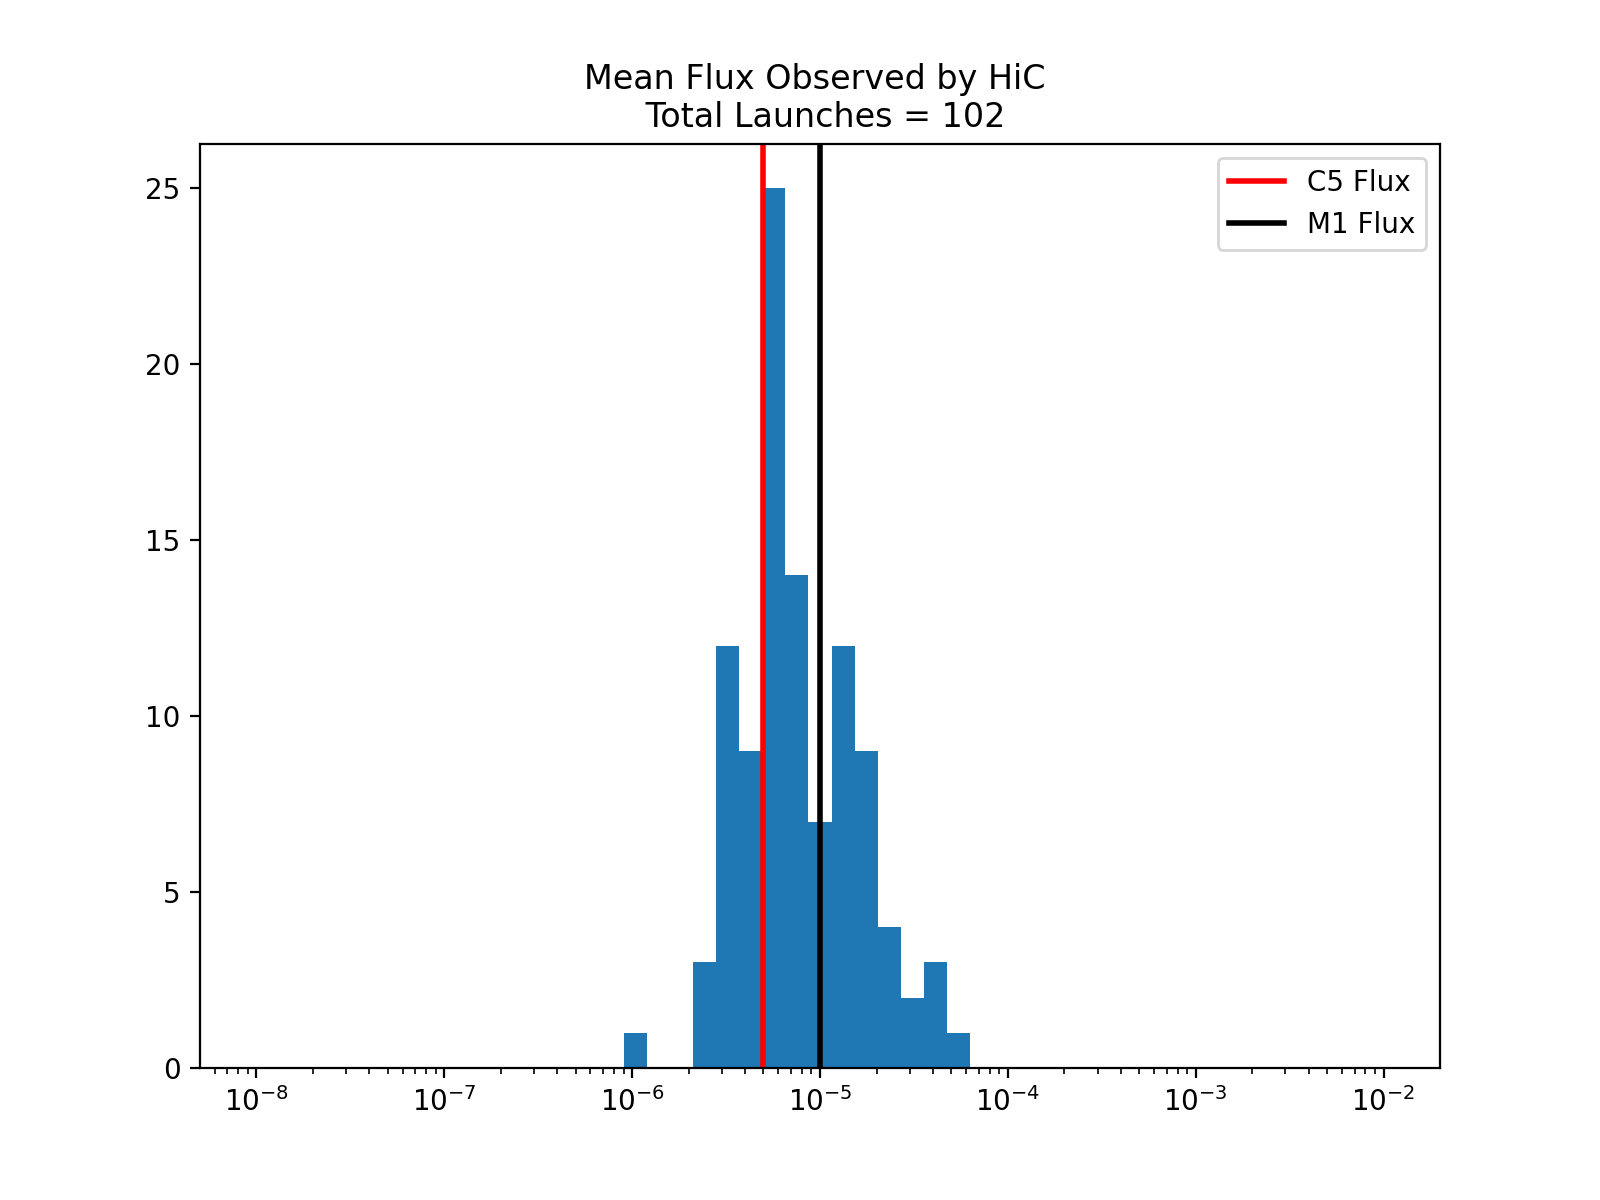 Mean Flux Observed by HiC
Total Launches = 102
C5 Flux
M1 Flux
25
20
15
10
5
0
10⁻⁸ 10⁻⁷ 10⁻⁶ 10⁻⁵ 10⁻⁴ 10⁻³ 10⁻²